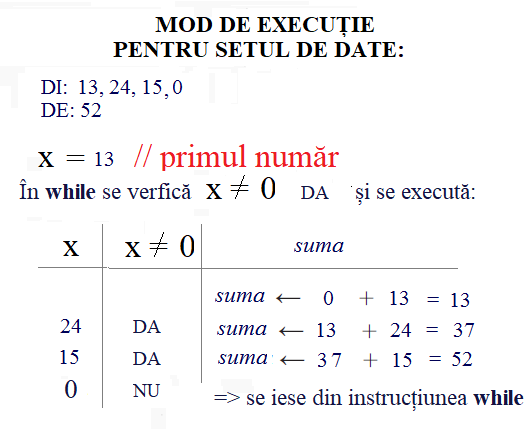 MOD DE EXECUȚIE
PENTRU SETUL DE DATE:
DI: 13, 24, 15, 0
DE: 52
x = 13 // primul număr
În while se verfică x ≠ 0 DA și se execută:
x x ≠ 0 suma
suma ← 0 + 13 = 13
24 DA suma ← 13 + 24 = 37
15 DA suma ← 37 + 15 = 52
0 NU => se iese din instrucțiunea while